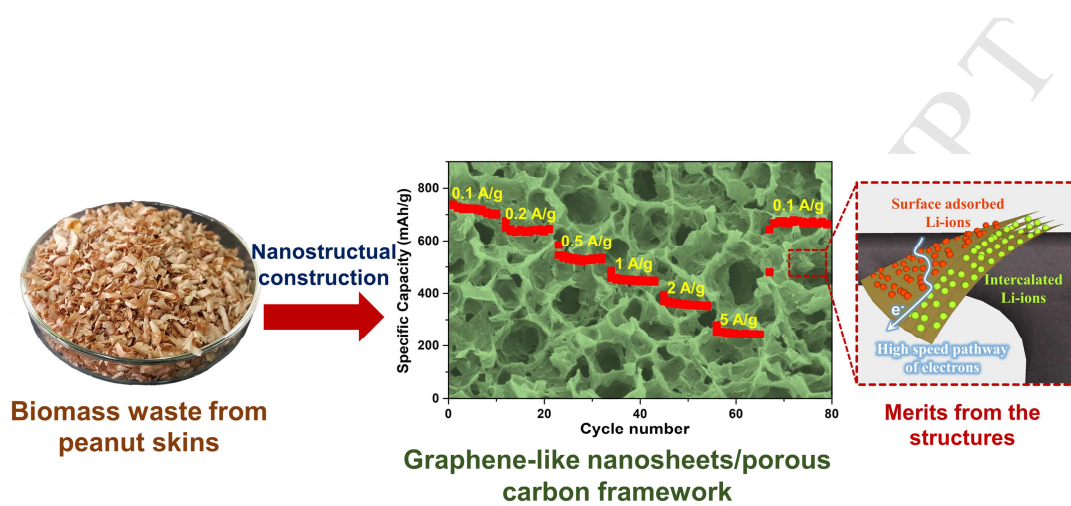 Biomass waste from
peanut skins
Nanostructual
construction
Specific Capacity (mAh/g)
800
600
400
200
0
0.1 A/g
0.2 A/g
0.5 A/g
1 A/g
2 A/g
5 A/g
0.1 A/g
0
20
40
60
80
Cycle number
Graphene-like nanosheets/porous
carbon framework
Surface adsorbed
Li-ions
Intercalated
Li-ions
e-
High speed pathway
of electrons
Merits from the
structures
PT